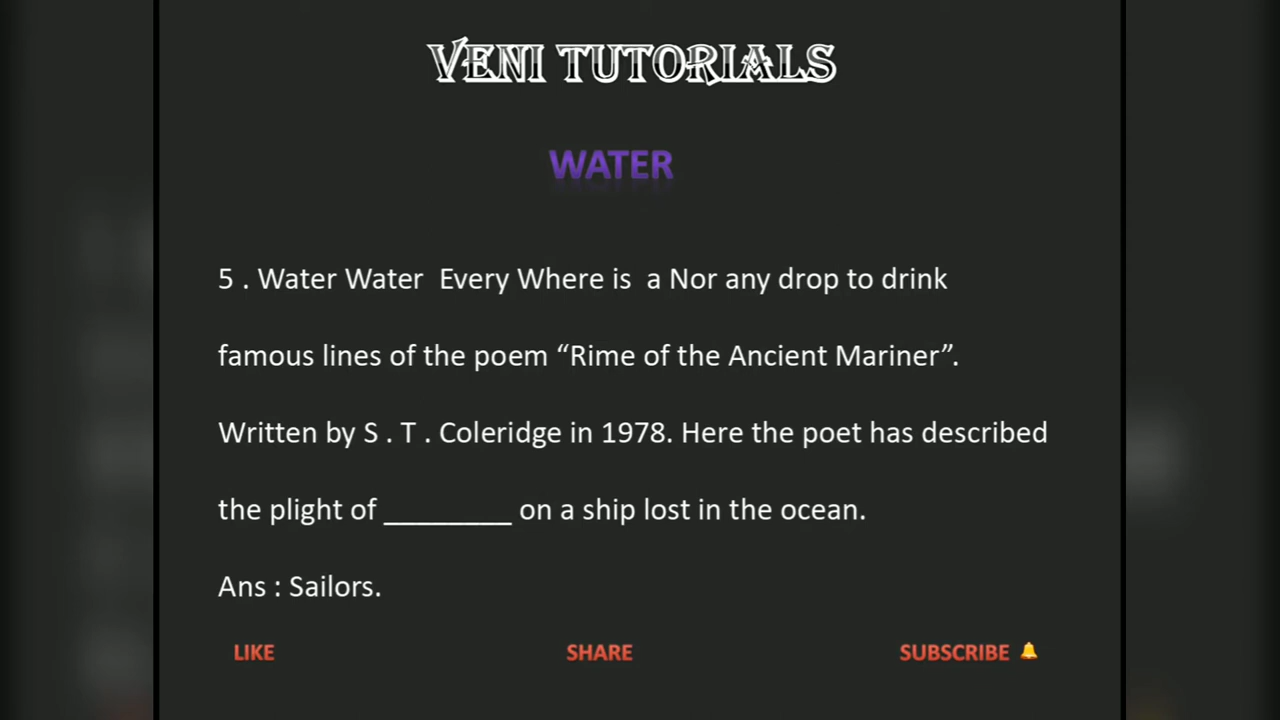 VENI TUTORIALS
WATER
5 . Water Water Every Where is a Nor any drop to drink
famous lines of the poem “Rime of the Ancient Mariner”.
Written by S . T . Coleridge in 1978. Here the poet has described
the plight of ________ on a ship lost in the ocean.
Ans : Sailors.
LIKE SHARE SUBSCRIBE 🔔